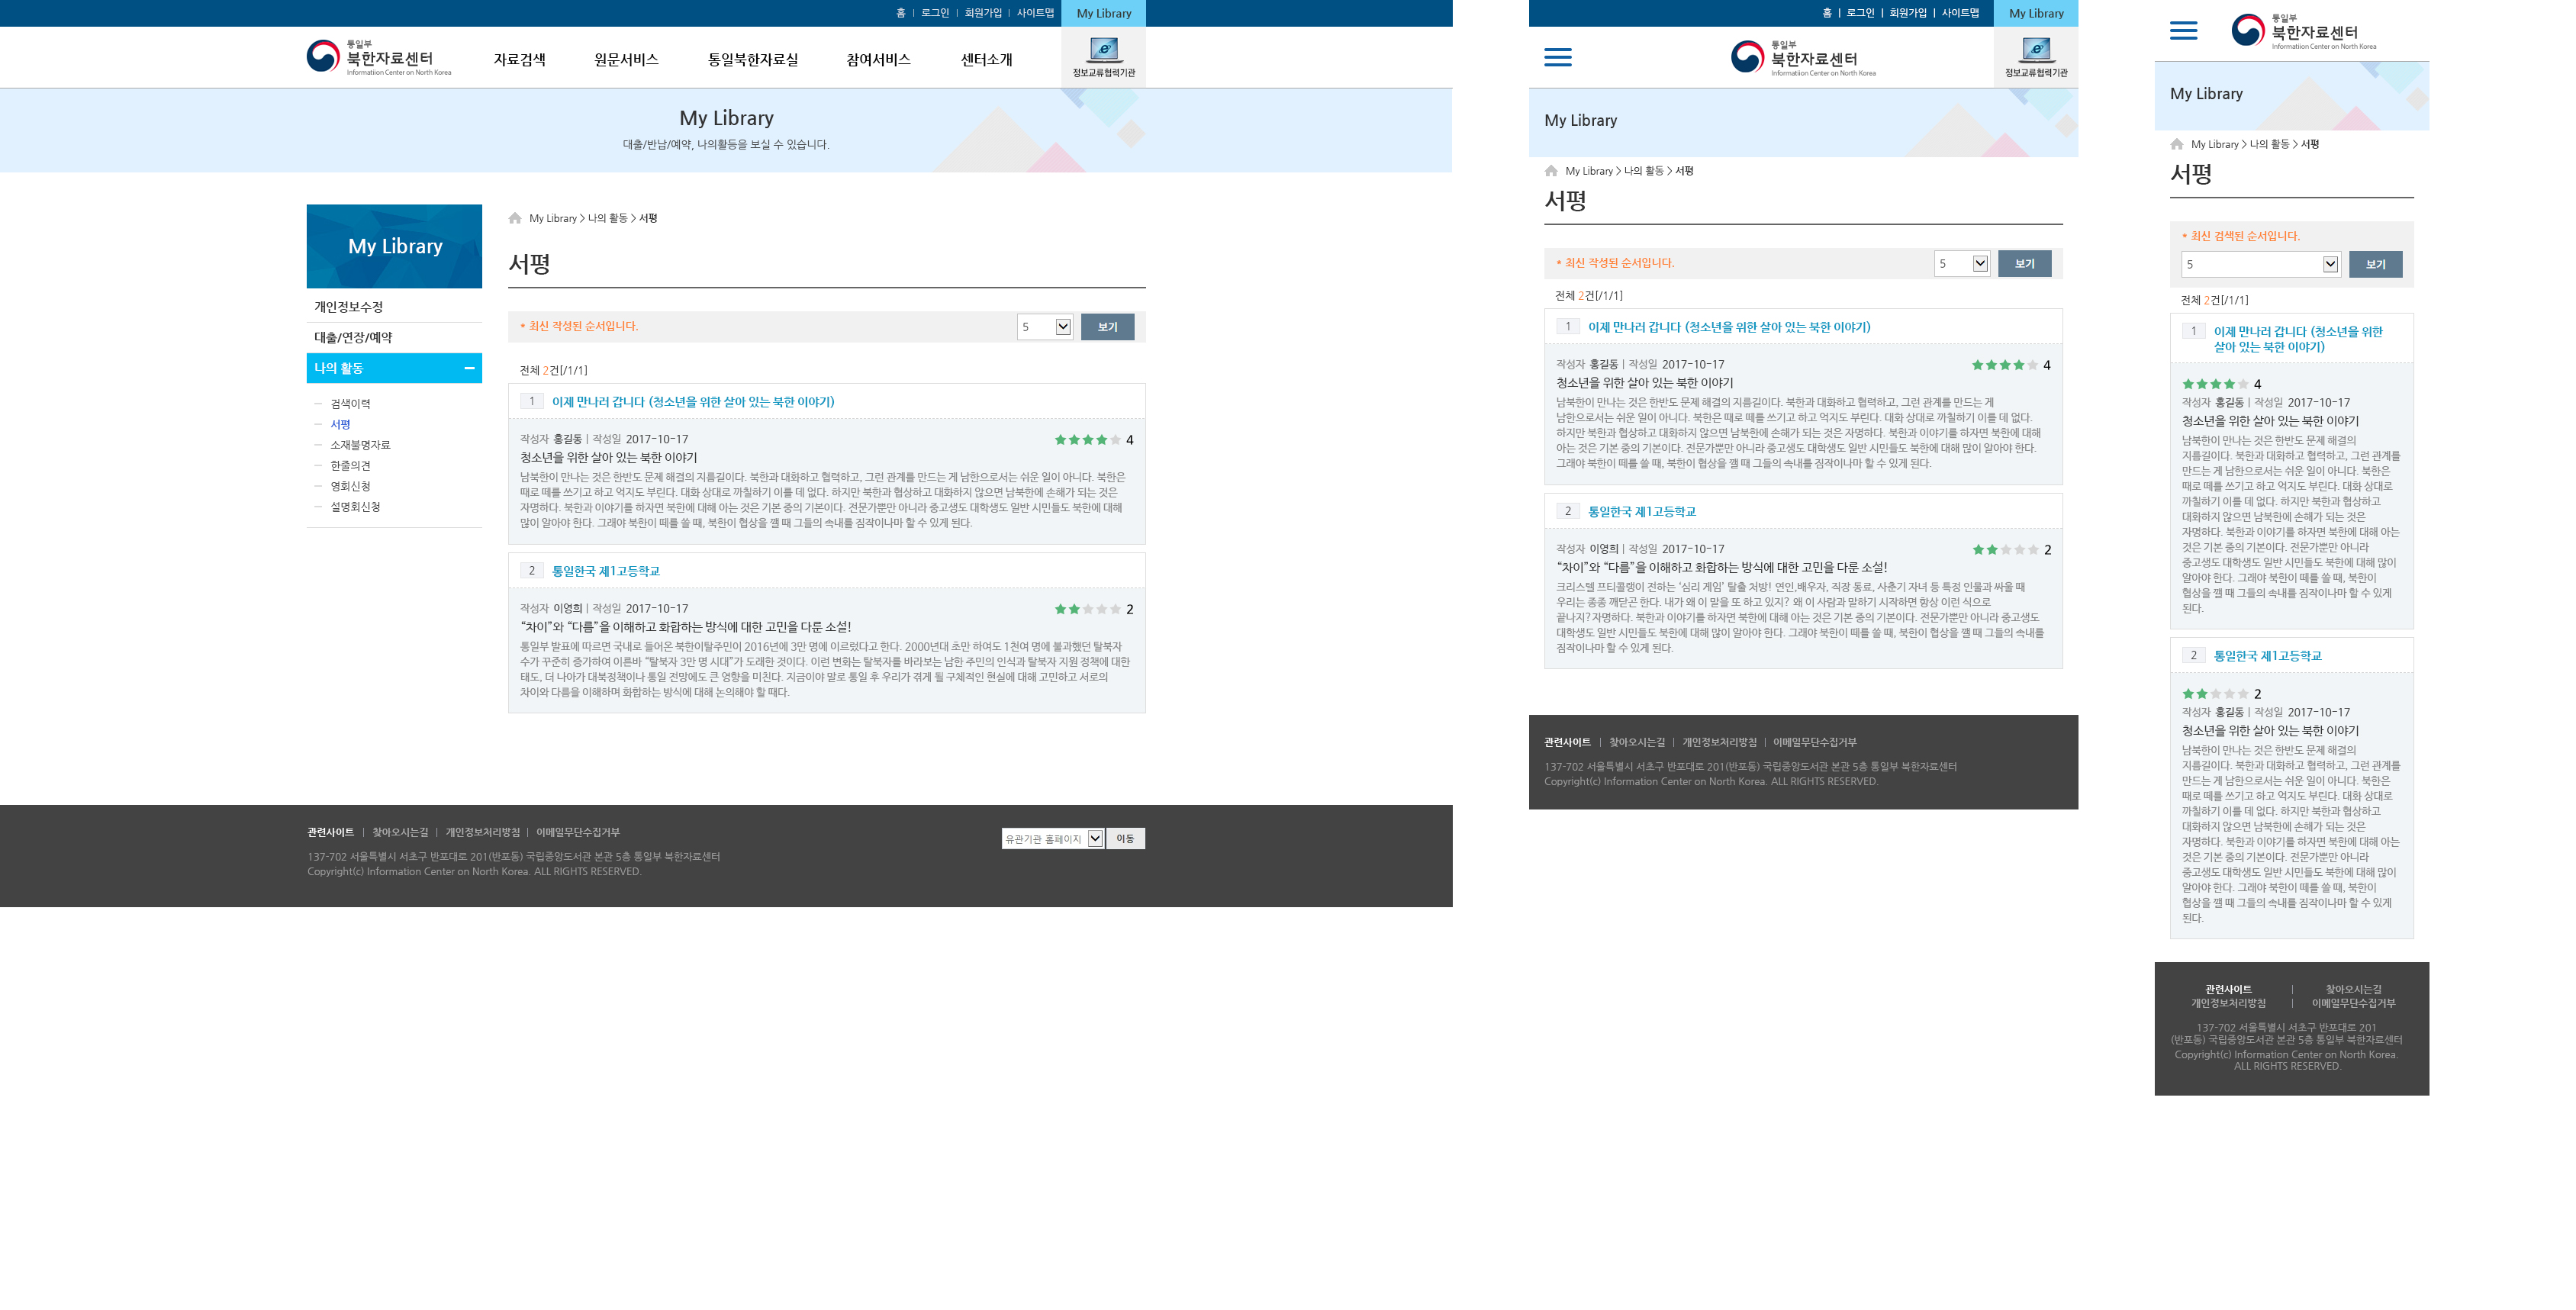 홈 | 로그인 | 회원가입 | 사이트맵 My Library
통일부
북한자료센터
Informatiion Center on North Korea
자료검색 원문서비스 통일북한자료실 참여서비스 센터소개
정보교류협력기관
My Library
대출/반납/예약, 나의활동을 보실 수 있습니다.
My Library
개인정보수정
대출/연장/예약
나의 활동
검색이력
서평
소재불명자료
한줄의견
영회신청
설명회신청
My Library > 나의 활동 > 서평
서평
* 최신 작성된 순서입니다. 5 보기
전체 2건[/1/1]
1 이제 만나러 갑니다 (청소년을 위한 살아 있는 북한 이야기)
작성자 홍길동 | 작성일 2017-10-17 4
청소년을 위한 살아 있는 북한 이야기
남북한이 만나는 것은 한반도 문제 해결의 지름길이다. 북한과 대화하고 협력하고, 그런 관계를 만드는 게 남한으로서는 쉬운 일이 아니다. 북한은
때로 떼를 쓰기고 하고 억지도 부린다. 대화 상대로 까칠하기 이를 데 없다. 하지만 북한과 협상하고 대화하지 않으면 남북한에 손해가 되는 것은
자명하다. 북한과 이야기를 하자면 북한에 대해 아는 것은 기본 중의 기본이다. 전문가뿐만 아니라 중고생도 대학생도 일반 시민들도 북한에 대해
많이 알아야 한다. 그래야 북한이 떼를 쓸 때, 북한이 협상을 깰 때 그들의 속내를 짐작이나마 할 수 있게 된다.
2 통일한국 제1고등학교
작성자 이영희 | 작성일 2017-10-17 2
“차이”와 “다름”을 이해하고 화합하는 방식에 대한 고민을 다룬 소설!
통일부 발표에 따르면 국내로 들어온 북한이탈주민이 2016년에 3만 명에 이르렀다고 한다. 2000년대 초만 하여도 1천여 명에 불과했던 탈북자
수가 꾸준히 증가하여 이른바 “탈북자 3만 명 시대”가 도래한 것이다. 이런 변화는 탈북자를 바라보는 남한 주민의 인식과 탈북자 지원 정책에 대한
태도, 더 나아가 대북정책이나 통일 전망에도 큰 영향을 미친다. 지금이야 말로 통일 후 우리가 겪게 될 구체적인 현실에 대해 고민하고 서로의
차이와 다름을 이해하며 화합하는 방식에 대해 논의해야 할 때다.
관련사이트 | 찾아오시는길 | 개인정보처리방침 | 이메일무단수집거부
137-702 서울특별시 서초구 반포대로 201(반포동) 국립중앙도서관 본관 5층 통일부 북한자료센터
Copyright(c) Information Center on North Korea. ALL RIGHTS RESERVED.
유관기관 홈페이지 이동
홈 | 로그인 | 회원가입 | 사이트맵 My Library
통일부
북한자료센터
Informatiion Center on North Korea
정보교류협력기관
My Library
My Library > 나의 활동 > 서평
서평
* 최신 작성된 순서입니다. 5 보기
전체 2건[/1/1]
1 이제 만나러 갑니다 (청소년을 위한 살아 있는 북한 이야기)
작성자 홍길동 | 작성일 2017-10-17 4
청소년을 위한 살아 있는 북한 이야기
남북한이 만나는 것은 한반도 문제 해결의 지름길이다. 북한과 대화하고 협력하고, 그런 관계를 만드는 게
남한으로서는 쉬운 일이 아니다. 북한은 때로 떼를 쓰기고 하고 억지도 부린다. 대화 상대로 까칠하기 이를 데 없다.
하지만 북한과 협상하고 대화하지 않으면 남북한에 손해가 되는 것은 자명하다. 북한과 이야기를 하자면 북한에 대해
아는 것은 기본 중의 기본이다. 전문가뿐만 아니라 중고생도 대학생도 일반 시민들도 북한에 대해 많이 알아야 한다.
그래야 북한이 떼를 쓸 때, 북한이 협상을 깰 때 그들의 속내를 짐작이나마 할 수 있게 된다.
2 통일한국 제1고등학교
작성자 이영희 | 작성일 2017-10-17 2
“차이”와 “다름”을 이해하고 화합하는 방식에 대한 고민을 다룬 소설!
크리스텔 프티콜랭이 전하는 ‘심리 게임’ 탈출 처방! 연인,배우자, 직장 동료, 사춘기 자녀 등 특정 인물과 싸울 때
우리는 종종 깨닫곤 한다. 내가 왜 이 말을 또 하고 있지? 왜 이 사람과 말하기 시작하면 항상 이런 식으로
끝나지?자명하다. 북한과 이야기를 하자면 북한에 대해 아는 것은 기본 중의 기본이다. 전문가뿐만 아니라 중고생도
대학생도 일반 시민들도 북한에 대해 많이 알아야 한다. 그래야 북한이 떼를 쓸 때, 북한이 협상을 깰 때 그들의 속내를
짐작이나마 할 수 있게 된다.
관련사이트 | 찾아오시는길 | 개인정보처리방침 | 이메일무단수집거부
137-702 서울특별시 서초구 반포대로 201(반포동) 국립중앙도서관 본관 5층 통일부 북한자료센터
Copyright(c) Information Center on North Korea. ALL RIGHTS RESERVED.
통일부
북한자료센터
Informatiion Center on North Korea
My Library
My Library > 나의 활동 > 서평
서평
* 최신 검색된 순서입니다.
5 보기
전체 2건[/1/1]
1 이제 만나러 갑니다 (청소년을 위한
살아 있는 북한 이야기)
4
작성자 홍길동 | 작성일 2017-10-17
청소년을 위한 살아 있는 북한 이야기
남북한이 만나는 것은 한반도 문제 해결의
지름길이다. 북한과 대화하고 협력하고, 그런 관계를
만드는 게 남한으로서는 쉬운 일이 아니다. 북한은
때로 떼를 쓰기고 하고 억지도 부린다. 대화 상대로
까칠하기 이를 데 없다. 하지만 북한과 협상하고
대화하지 않으면 남북한에 손해가 되는 것은
자명하다. 북한과 이야기를 하자면 북한에 대해 아는
것은 기본 중의 기본이다. 전문가뿐만 아니라
중고생도 대학생도 일반 시민들도 북한에 대해 많이
알아야 한다. 그래야 북한이 떼를 쓸 때, 북한이
협상을 깰 때 그들의 속내를 짐작이나마 할 수 있게
된다.
2 통일한국 제1고등학교
2
작성자 홍길동 | 작성일 2017-10-17
청소년을 위한 살아 있는 북한 이야기
남북한이 만나는 것은 한반도 문제 해결의
지름길이다. 북한과 대화하고 협력하고, 그런 관계를
만드는 게 남한으로서는 쉬운 일이 아니다. 북한은
때로 떼를 쓰기고 하고 억지도 부린다. 대화 상대로
까칠하기 이를 데 없다. 하지만 북한과 협상하고
대화하지 않으면 남북한에 손해가 되는 것은
자명하다. 북한과 이야기를 하자면 북한에 대해 아는
것은 기본 중의 기본이다. 전문가뿐만 아니라
중고생도 대학생도 일반 시민들도 북한에 대해 많이
알아야 한다. 그래야 북한이 떼를 쓸 때, 북한이
협상을 깰 때 그들의 속내를 짐작이나마 할 수 있게
된다.
관련사이트 | 찾아오시는길
개인정보처리방침 | 이메일무단수집거부
137-702 서울특별시 서초구 반포대로 201
(반포동) 국립중앙도서관 본관 5층 통일부 북한자료센터
Copyright(c) Information Center on North Korea.
ALL RIGHTS RESERVED.